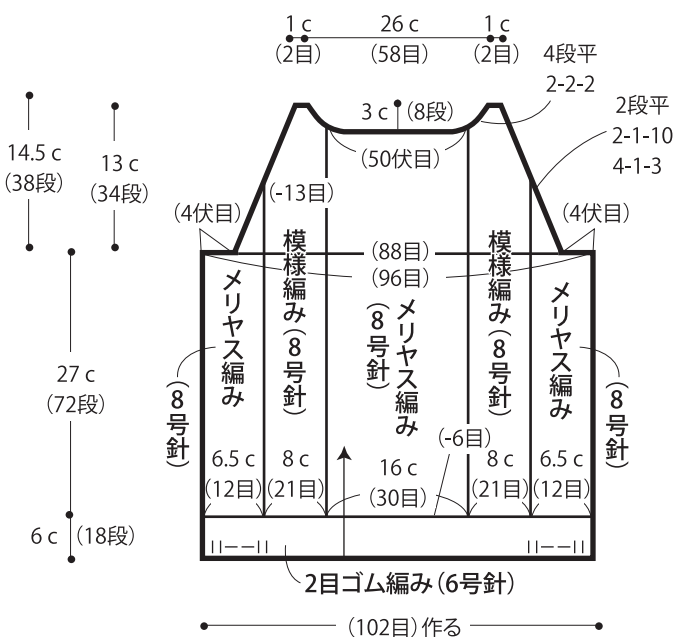 1 c 26 c 1 c
(2目) (58目) (2目)
4段平
2-2-2
3 c (8段)
2段平
2-1-10
4-1-3
14.5 c
(38段)
13 c
(34段)
(50伏目)
(-13目)
(4伏目) (4伏目)
(88目)
(96目)
メリヤス編み
(8号針)
模様編み(8号針)
メリヤス編み
(8号針)
模様編み(8号針)
メリヤス編み
(8号針)
27 c
(72段)
(-6目)
6.5 c 8 c 16 c 8 c 6.5 c
(12目) (21目) (30目) (21目) (12目)
6 c (18段)
2目ゴム編み(6号針)
(102目) 作る